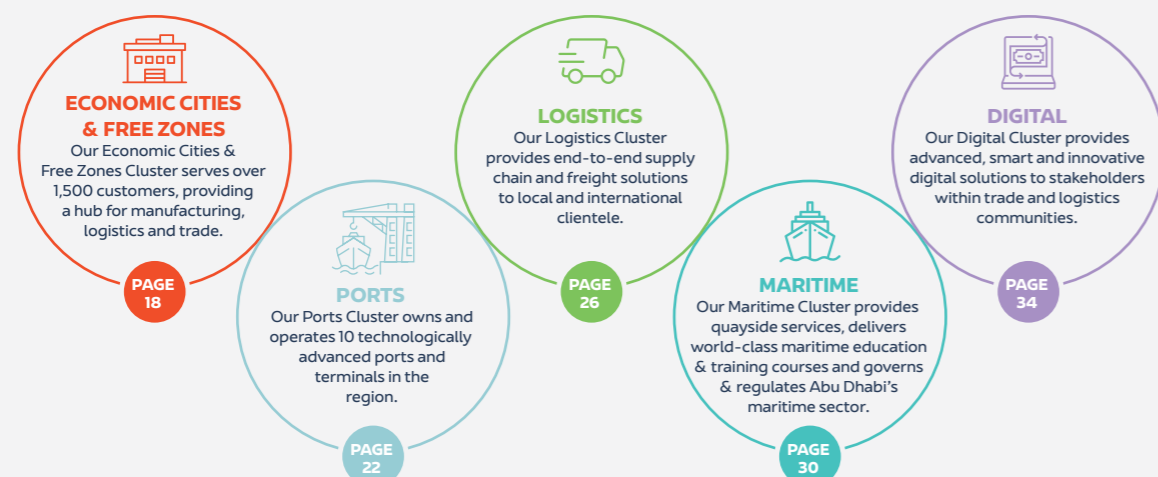 ECONOMIC CITIES
& FREE ZONES
Our Economic Cities &
Free Zones Cluster serves over
1,500 customers, providing
a hub for manufacturing,
logistics and trade.
PAGE
18
PORTS
Our Ports Cluster owns and
operates 10 technologically
advanced ports and
terminals in the
region.
PAGE
22
LOGISTICS
Our Logistics Cluster
provides end-to-end supply
chain and freight solutions
to local and international
clientele.
PAGE
26
MARITIME
Our Maritime Cluster provides
quayside services, delivers
world-class maritime education
& training courses and governs
& regulates Abu Dhabi’s
maritime sector.
PAGE
30
DIGITAL
Our Digital Cluster provides
advanced, smart and innovative
digital solutions to stakeholders
within trade and logistics
communities.
PAGE
34